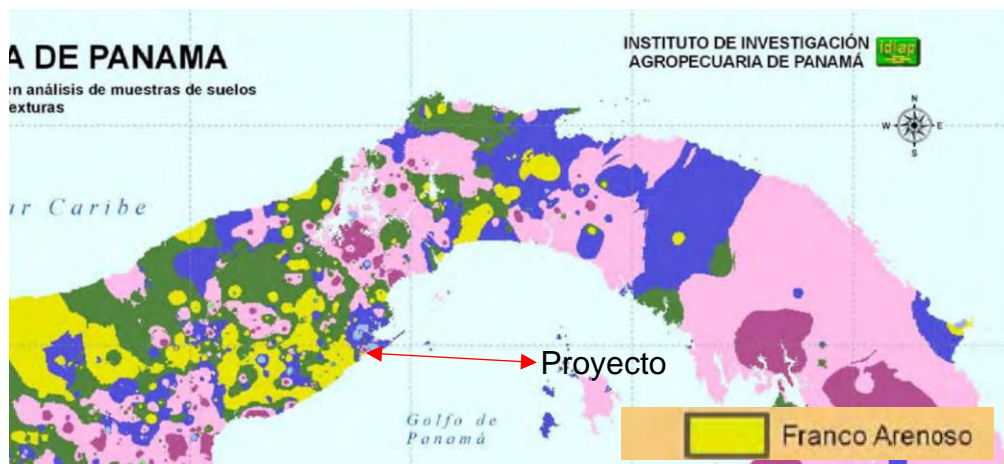 A DE PANAMA
en análisis de muestras de suelos
exturas
INSTITUTO DE INVESTIGACIÓN
AGROPECUARIA DE PANAMÁ
idiap
N
W
E
S
ar Caribe
Proyecto
Golfo de
Panamá
Franco Arenoso